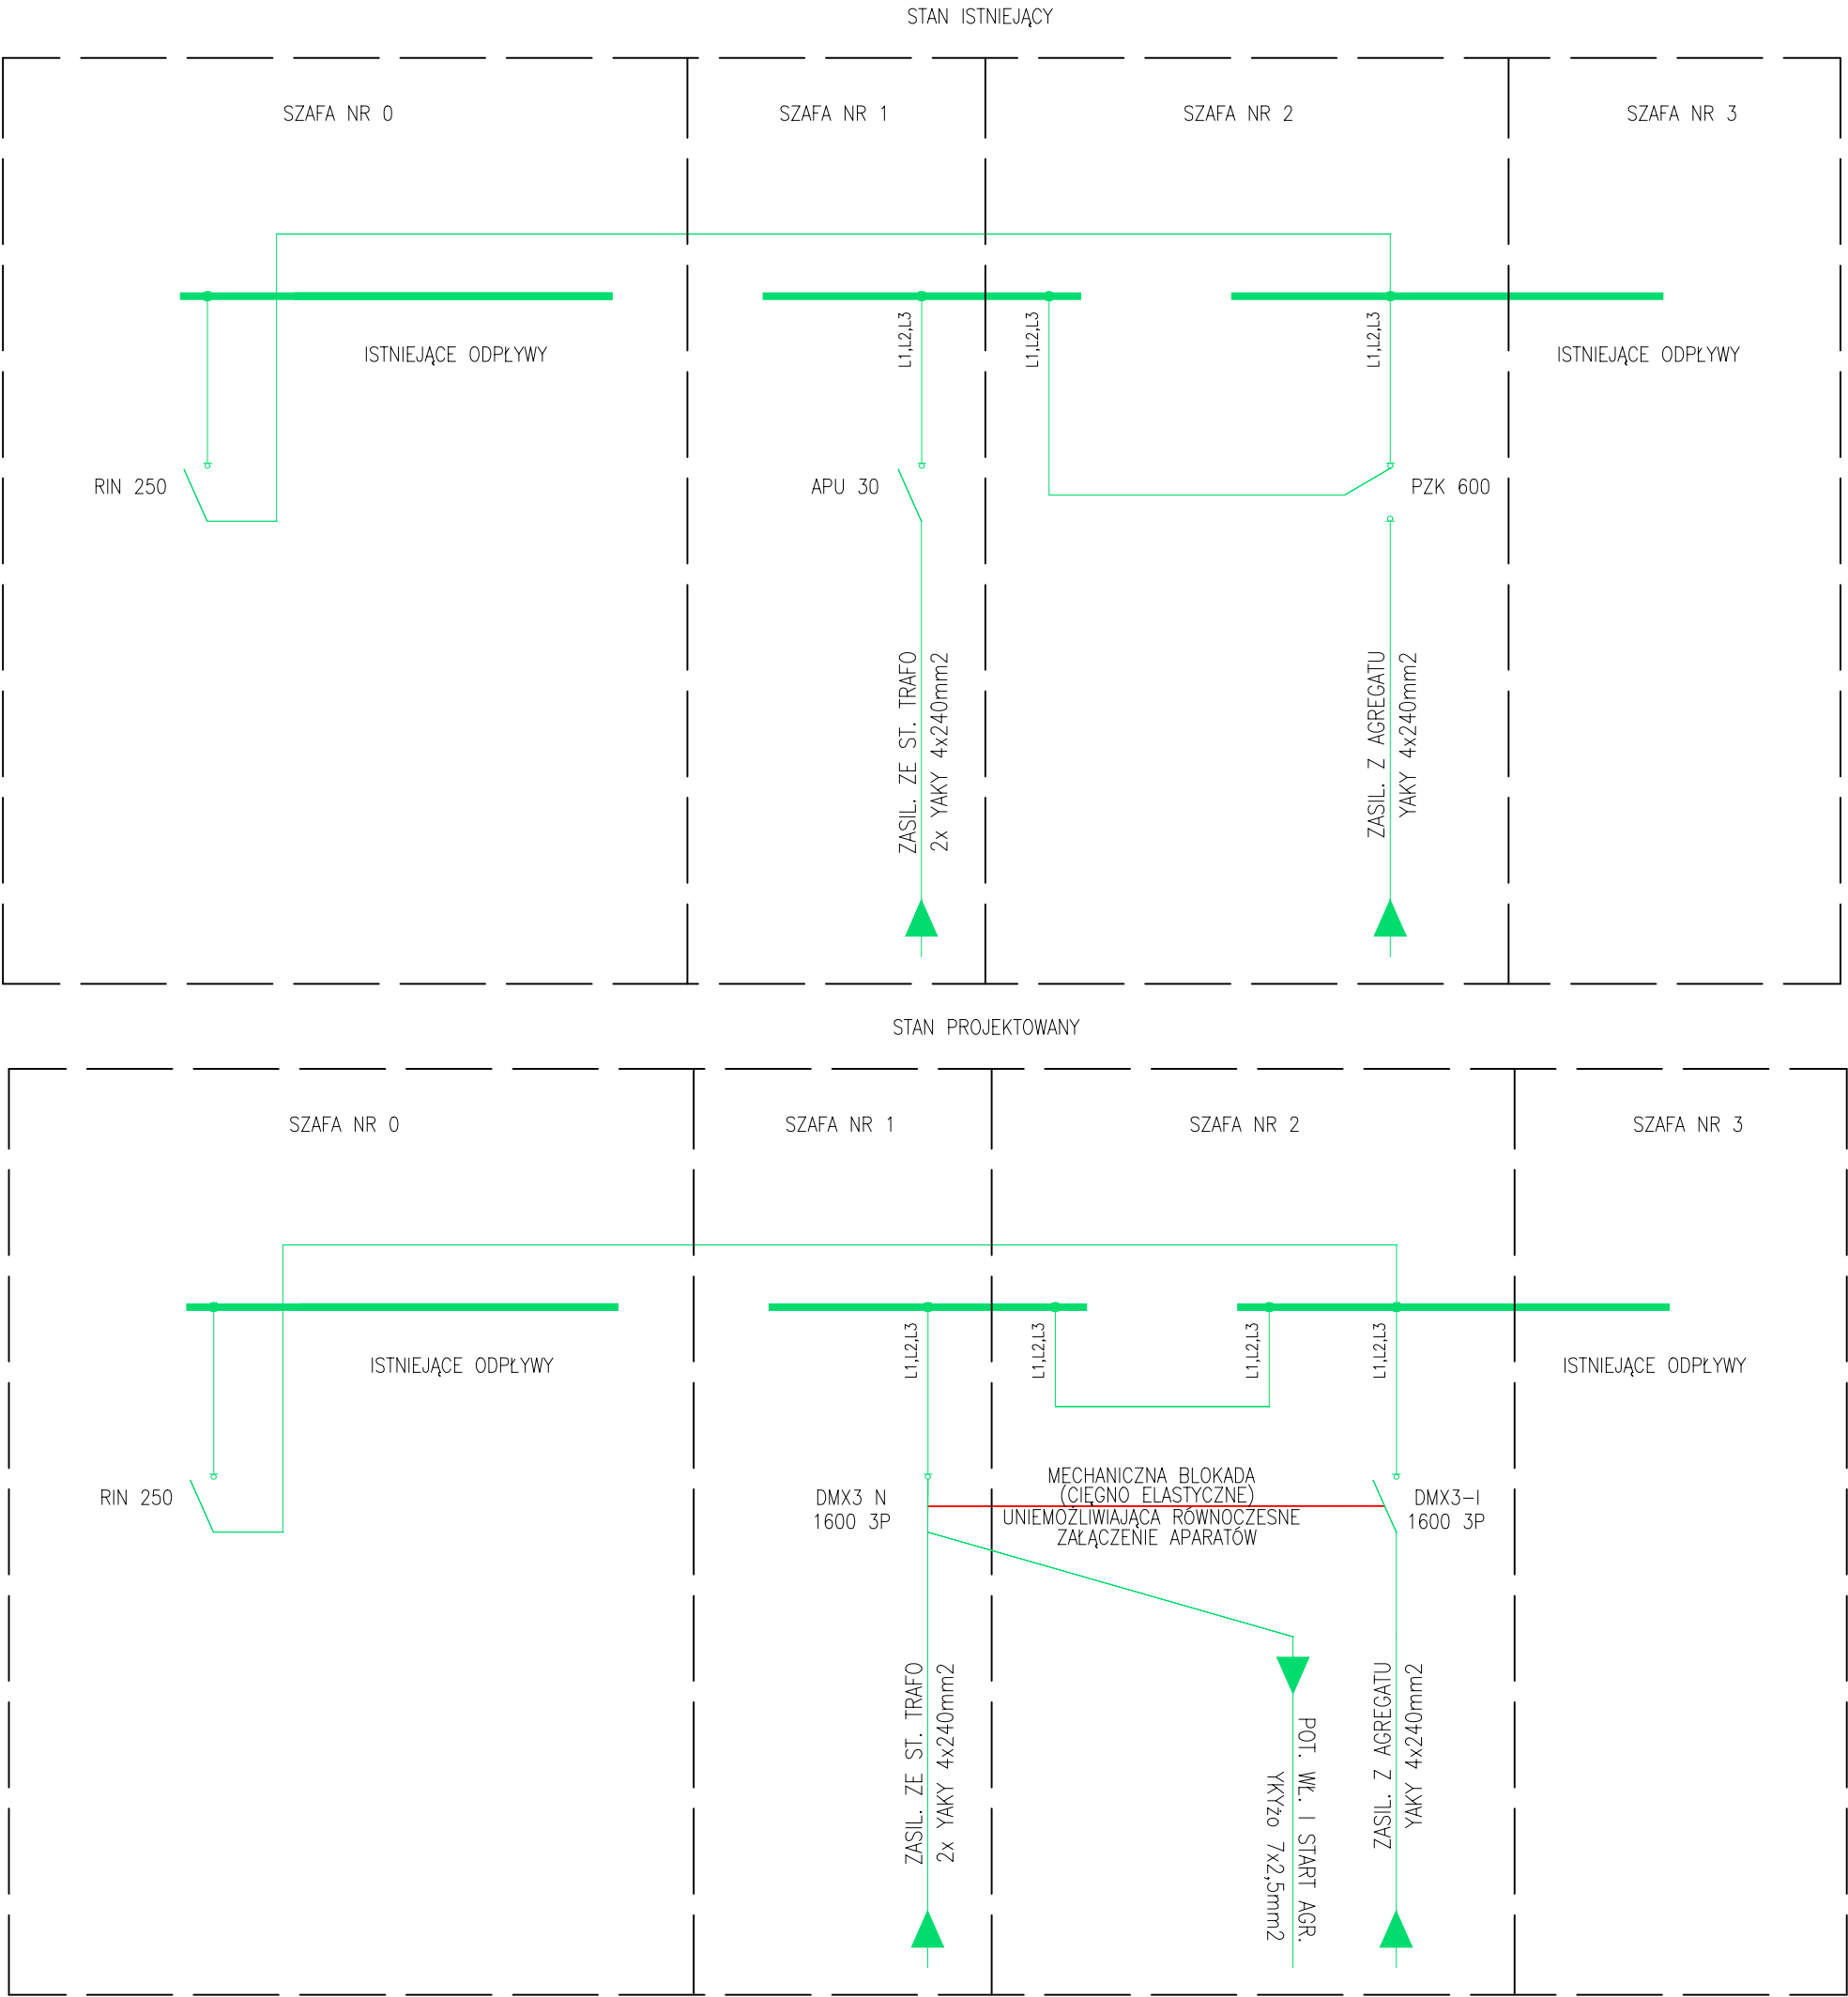 STAN ISTNIEJĄCY
SZAFA NR 0
SZAFA NR 1
SZAFA NR 2
SZAFA NR 3
L1,L2,L3
L1,L2,L3
L1,L2,L3
ISTNIEJĄCE ODPŁYWY
ISTNIEJĄCE ODPŁYWY
RIN 250
APU 30
PZK 600
ZASIL. ZE ST. TRAFO
2x YAKY 4x240mm2
ZASIL. Z AGREGATU
YAKY 4x240mm2
STAN PROJEKTOWANY
SZAFA NR 0
SZAFA NR 1
SZAFA NR 2
SZAFA NR 3
L1,L2,L3
L1,L2,L3
L1,L2,L3
L1,L2,L3
ISTNIEJĄCE ODPŁYWY
ISTNIEJĄCE ODPŁYWY
RIN 250
DMX3 N
1600 3P
MECHANICZNA BLOKADA
(CIĘGNO ELASTYCZNE)
UNIEMOŻLIWIAJĄCA RÓWNOCZESNE
ZAŁĄCZENIE APARATÓW
DMX3-I
1600 3P
ZASIL. ZE ST. TRAFO
2x YAKY 4x240mm2
POT. WŁ. I START AGR.
YKYżo 7x2,5mm2
ZASIL. Z AGREGATU
YAKY 4x240mm2